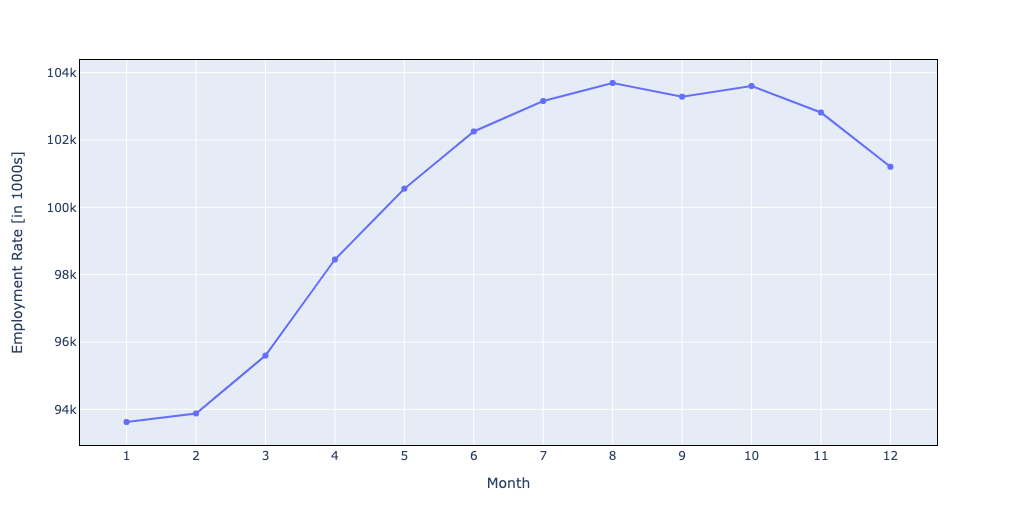 104k
102k
100k
98k
96k
94k
Employment Rate [in 1000s]
1 2 3 4 5 6 7 8 9 10 11 12
Month